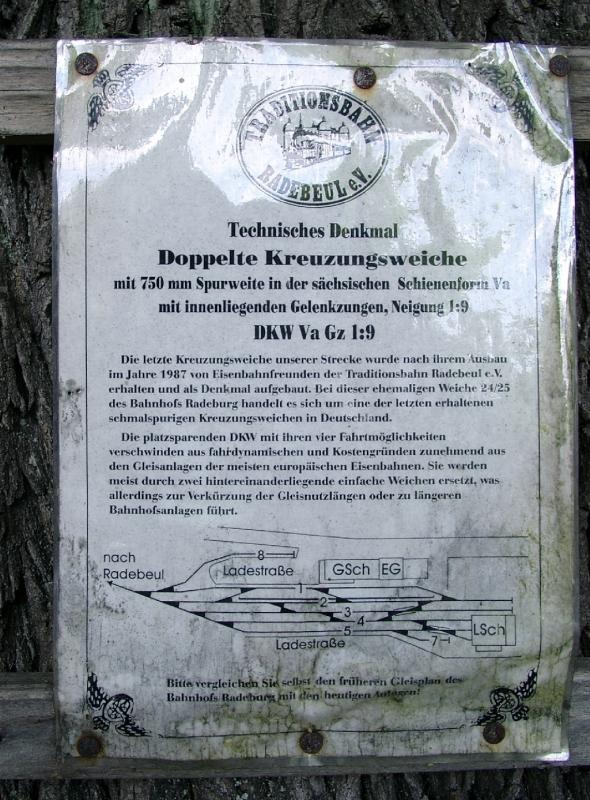 TRADITIONSBAHN
RADEBEUL e.V.
Technisches Denkmal
Doppelte Kreuzungsweiche
mit 750 mm Spurweite in der sächsischen Schienenform Va
mit innenliegenden Gelenkzungen, Neigung 1:9
DKW Va Gz 1:9
Die letzte Kreuzungsweiche unserer Strecke wurde nach ihrem Ausbau
im Jahre 1987 von Eisenbahnfreunden der Traditionsbahn Radebeul e.V.
erhalten und als Denkmal aufgebaut. Bei dieser ehemaligen Weiche 24/25
des Bahnhofs Radeburg handelt es sich um eine der letzten erhaltenen
schmalspurigen Kreuzungsweichen in Deutschland.
Die platzsparenden DKW mit ihren vier Fahrtmöglichkeiten
verschwinden aus fahrdynamischen und Kostengründen zunehmend aus
den Gleisanlagen der meisten europäischen Eisenbahnen. Sie werden
meist durch zwei hintereinanderliegende einfache Weichen ersetzt, was
allerdings zur Verkürzung der Gleisnutzlängen oder zu längeren
Bahnhofsanlagen führt.
nach
Radebeul
8
Ladestraße
GSch
EG
1
2
3
4
5
7
LSch
Ladestraße
Bitte vergleichen Sie selbst den früheren Gleisplan des
Bahnhofs Radeburg mit den heutigen Anlagen!